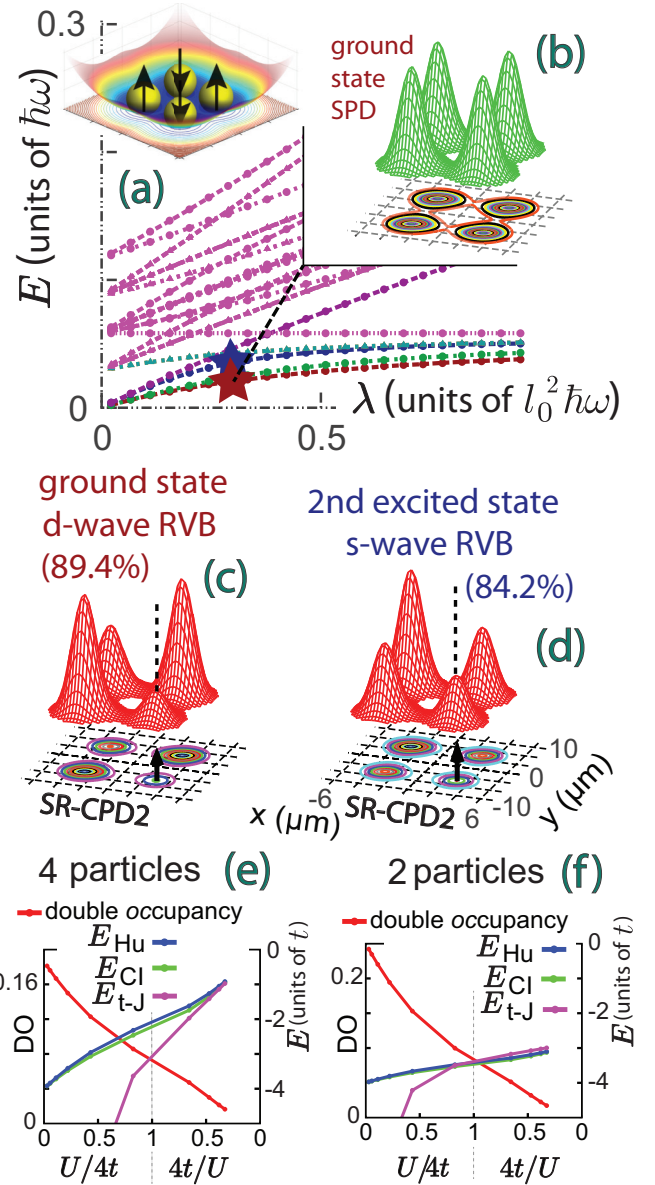 0.3
E (units of ħω)
(a)
ground
state
SPD
(b)
0
0
0.5
λ (units of l₀² ħω)
ground state
d-wave RVB
(89.4%)
(c)
SR-CPD2
2nd excited state
s-wave RVB
(84.2%)
(d)
SR-CPD2
x (μm)
-6
6
y (μm)
-10
0
10
4 particles
(e)
double occupancy
E_Hu
E_CI
E_t-J
0.16
DO
0
0
-2
-4
E (units of t)
0
0.5
1
0.5
0
U/4t
4t/U
2 particles
(f)
double occupancy
E_Hu
E_CI
E_t-J
0.2
DO
0
0
-2
-4
E (units of t)
0
0.5
1
0.5
0
U/4t
4t/U